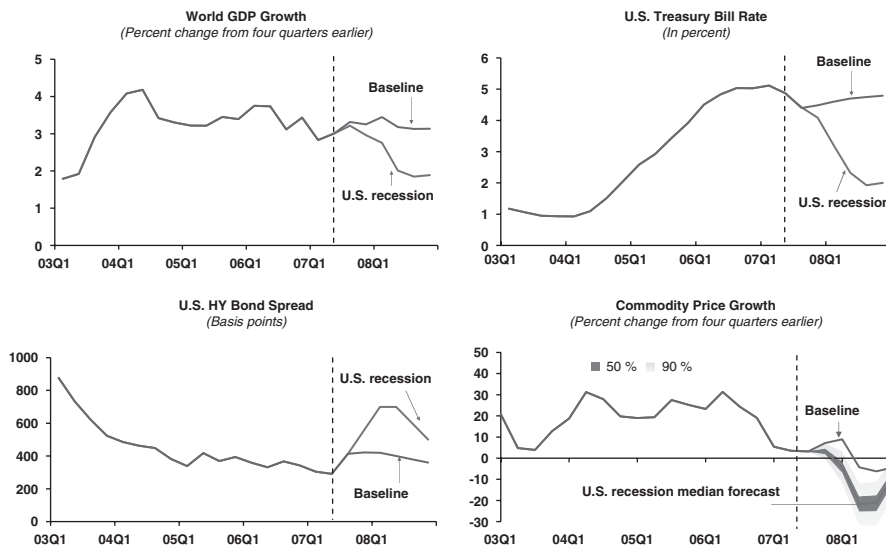 World GDP Growth
(Percent change from four quarters earlier)
5
4
3
2
1
0
Baseline
U.S. recession
03Q1 04Q1 05Q1 06Q1 07Q1 08Q1
U.S. Treasury Bill Rate
(In percent)
6
5
4
3
2
1
0
Baseline
U.S. recession
03Q1 04Q1 05Q1 06Q1 07Q1 08Q1
U.S. HY Bond Spread
(Basis points)
1000
800
600
400
200
0
U.S. recession
Baseline
03Q1 04Q1 05Q1 06Q1 07Q1 08Q1
Commodity Price Growth
(Percent change from four quarters earlier)
50
40
30
20
10
0
-10
-20
-30
50 % 90 %
Baseline
U.S. recession median forecast
03Q1 04Q1 05Q1 06Q1 07Q1 08Q1